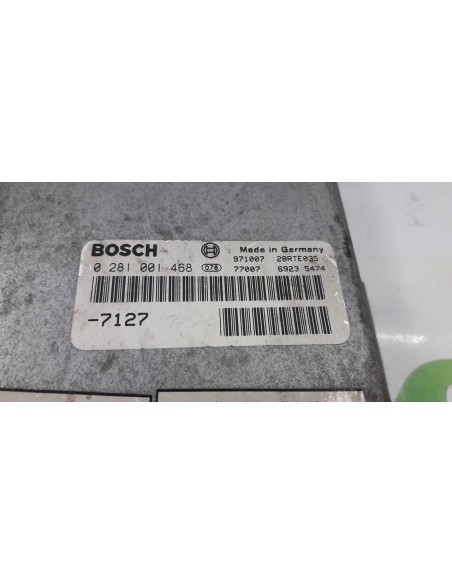 BOSCH
Made in Germany
971007 28RTE035
0 281 001 468 078 77007 6923 5474
-7127